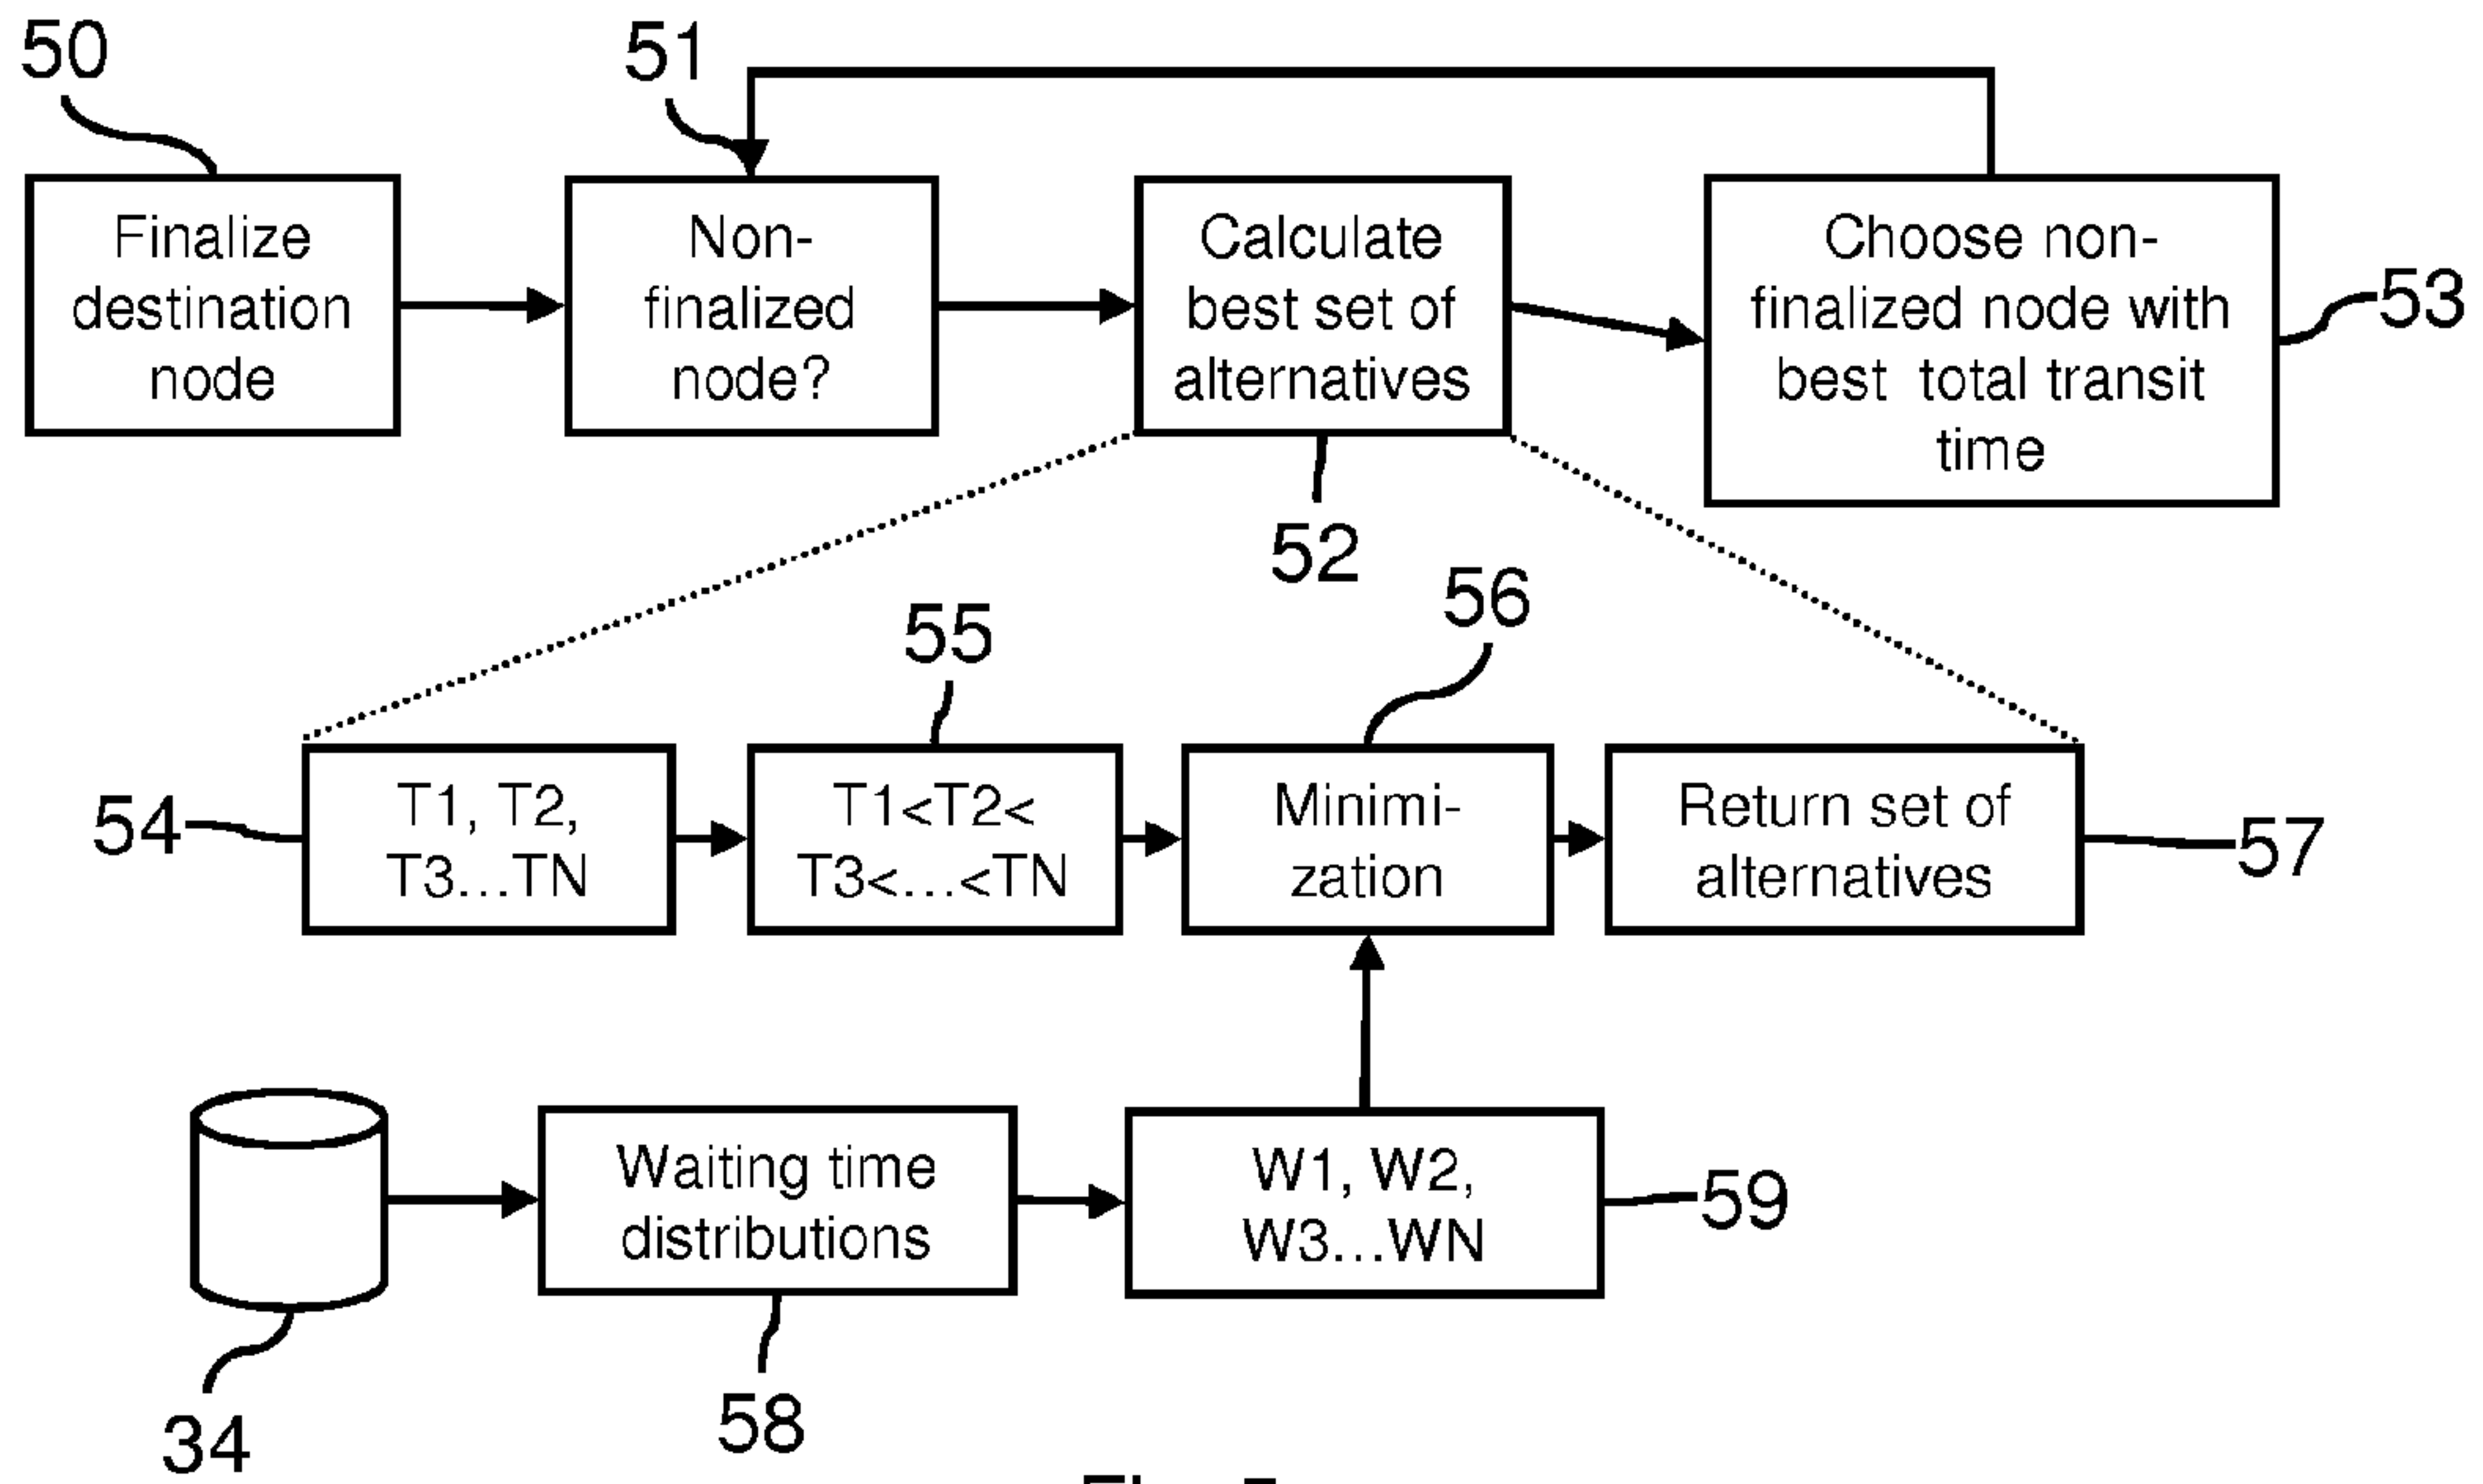 50
51
Finalize
destination
node
Non-
finalized
node?
Calculate
best set of
alternatives
Choose non-
finalized node with
best total transit
time
53
52
56
55
54
T1, T2,
T3...TN
T1<T2<
T3<...<TN
Minimi-
zation
Return set of
alternatives
57
Waiting time
distributions
W1, W2,
W3...WN
59
58
34